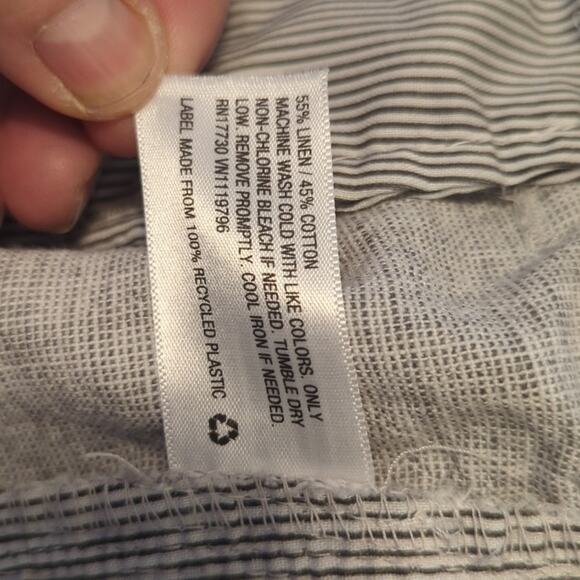 55% LINEN / 45% COTTON
MACHINE WASH COLD WITH LIKE COLORS. ONLY
NON-CHLORINE BLEACH IF NEEDED. TUMBLE DRY
LOW. REMOVE PROMPTLY. COOL IRON IF NEEDED.
RN17730 VN1119796
LABEL MADE FROM 100% RECYCLED PLASTIC